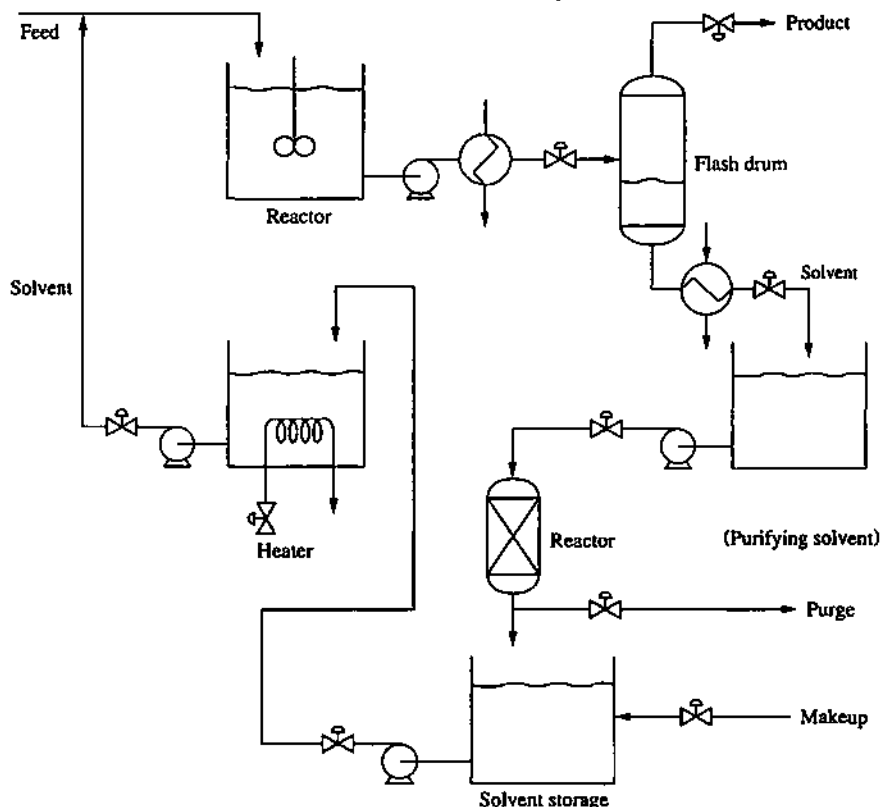 Feed
Product
Reactor
Flash drum
Solvent
Solvent
Heater
Reactor
(Purifying solvent)
Purge
Makeup
Solvent storage